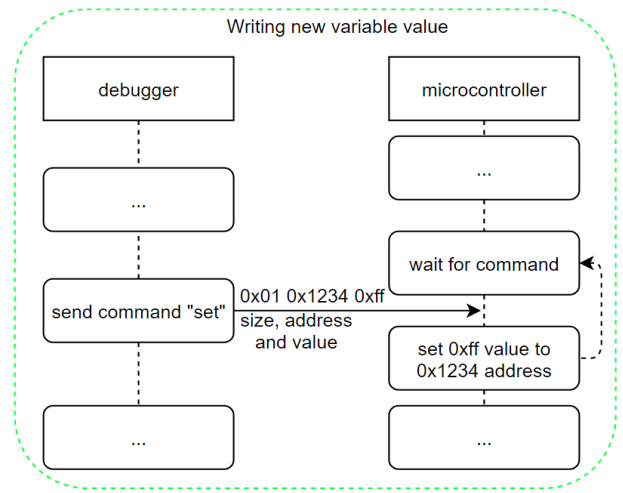 Writing new variable value
debugger
microcontroller
...
...
wait for command
send command "set"
0x01 0x1234 0xff
size, address
and value
set 0xff value to
0x1234 address
...
...